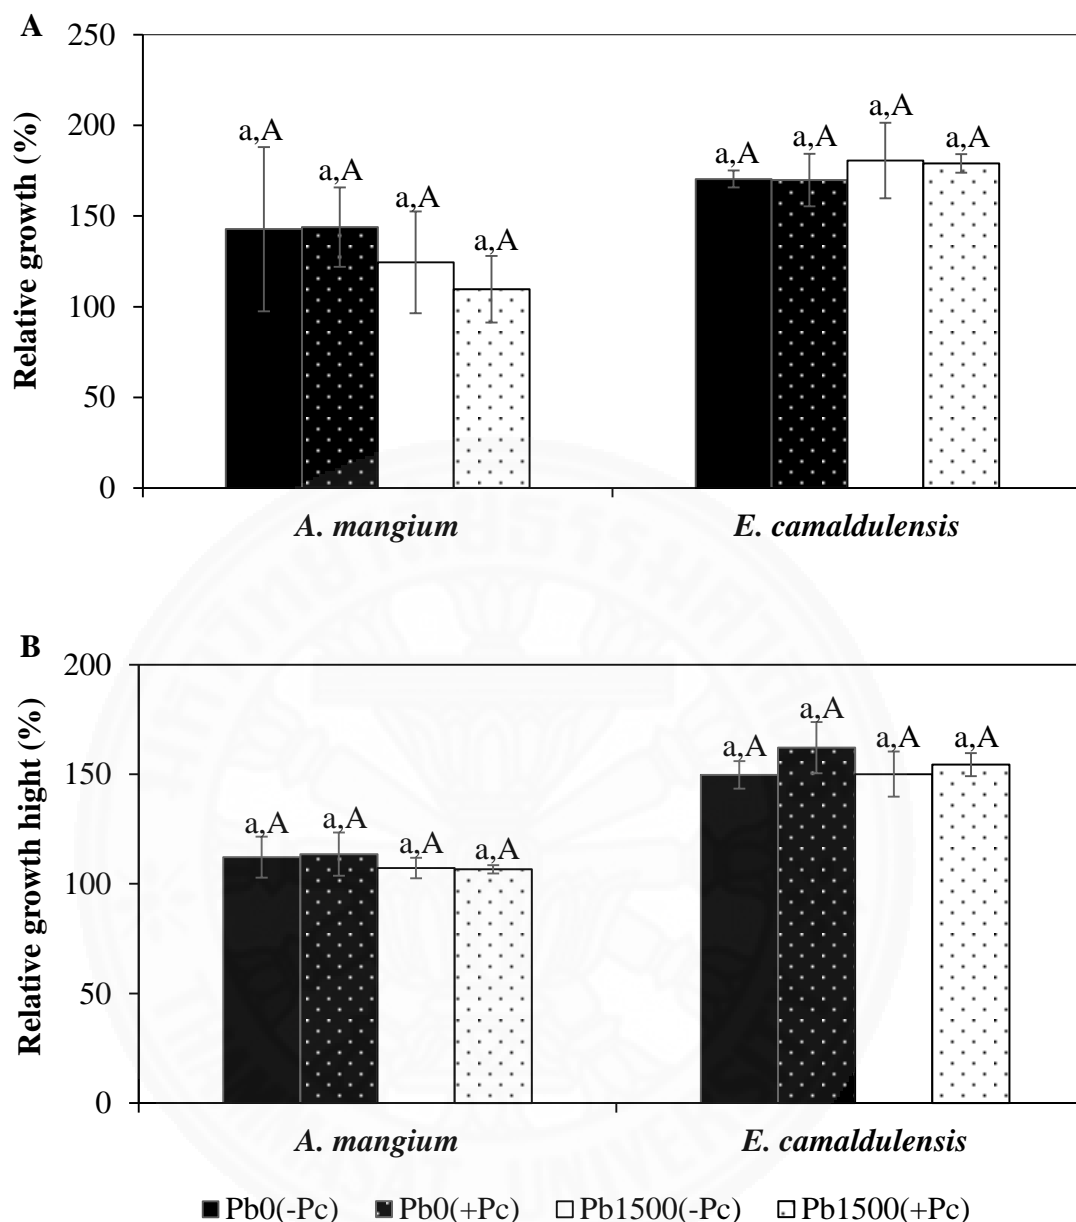 A
250
200
150
100
50
0
Relative growth (%)
a,A a,A a,A a,A a,A a,A a,A a,A
A. mangium E. camaldulensis
B
200
150
100
50
0
Relative growth hight (%)
a,A a,A a,A a,A a,A a,A a,A a,A
A. mangium E. camaldulensis
Pb0(-Pc) Pb0(+Pc) Pb1500(-Pc) Pb1500(+Pc)